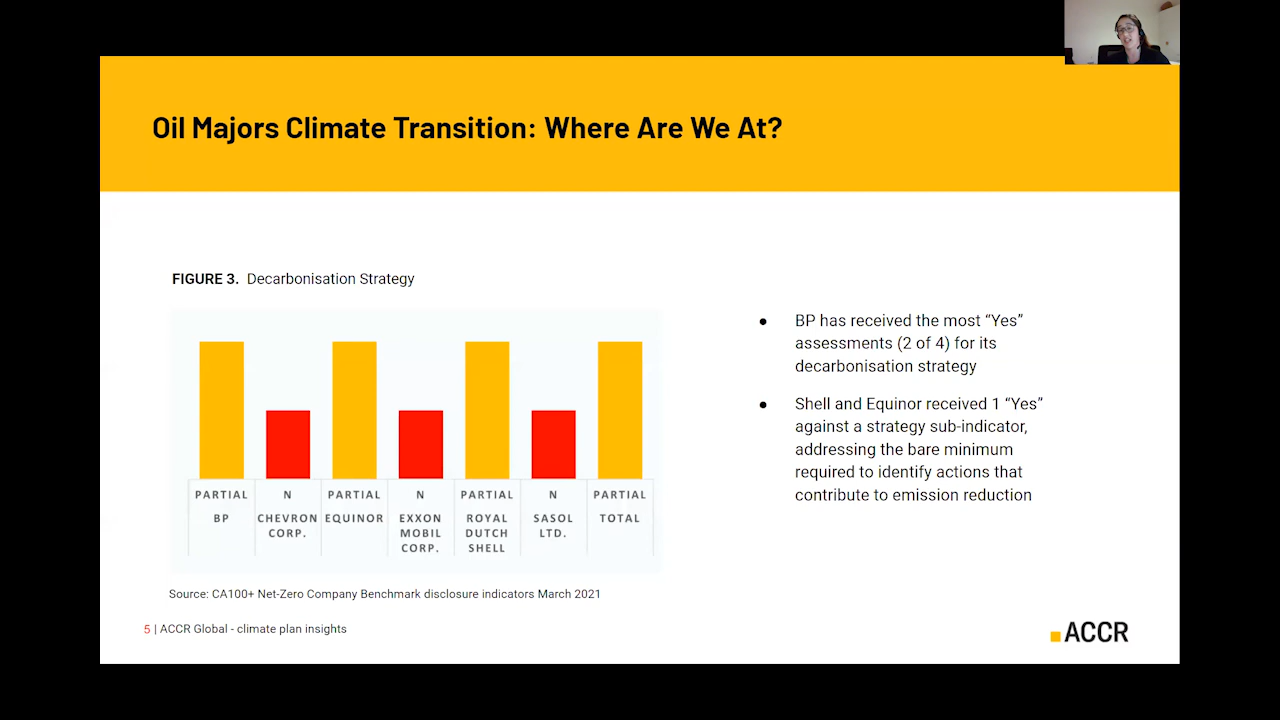 Oil Majors Climate Transition: Where Are We At?
FIGURE 3. Decarbonisation Strategy
PARTIAL N PARTIAL N PARTIAL N PARTIAL
BP CHEVRON EQUINOR EXXON ROYAL SASOL TOTAL
CORP. MOBIL DUTCH LTD.
CORP. SHELL
Source: CA100+ Net-Zero Company Benchmark disclosure indicators March 2021
● BP has received the most “Yes”
assessments (2 of 4) for its
decarbonisation strategy
● Shell and Equinor received 1 “Yes”
against a strategy sub-indicator,
addressing the bare minimum
required to identify actions that
contribute to emission reduction
5 | ACCR Global - climate plan insights
ACCR